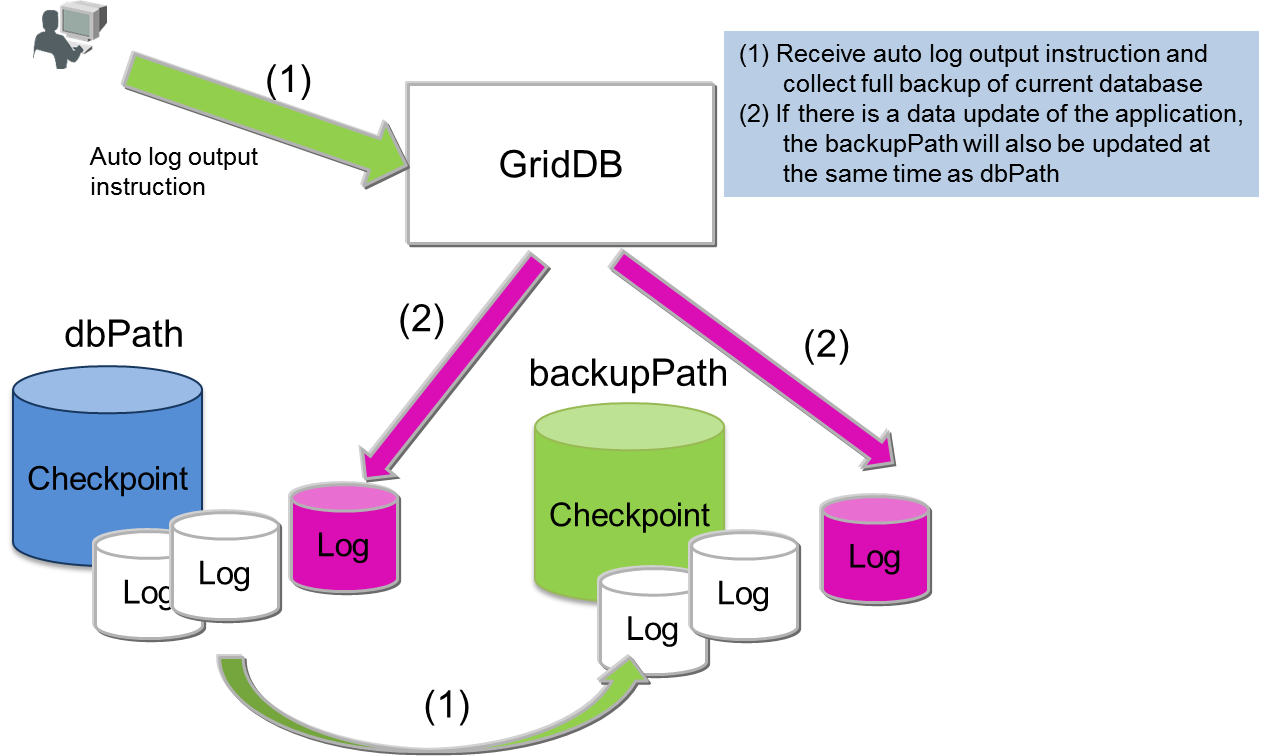 (1)
Auto log output
instruction
GridDB
(1) Receive auto log output instruction and
collect full backup of current database
(2) If there is a data update of the application,
the backupPath will also be updated at
the same time as dbPath
(2)
(2)
dbPath
Checkpoint
Log
Log
Log
backupPath
Checkpoint
Log
Log
Log
(1)